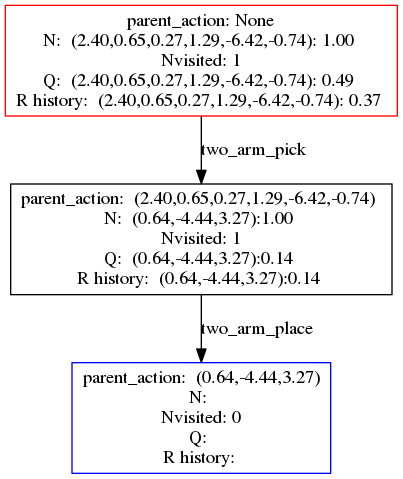 parent_action: None
N: (2.40,0.65,0.27,1.29,-6.42,-0.74): 1.00
Nvisited: 1
Q: (2.40,0.65,0.27,1.29,-6.42,-0.74): 0.49
R history: (2.40,0.65,0.27,1.29,-6.42,-0.74): 0.37
two_arm_pick
parent_action: (2.40,0.65,0.27,1.29,-6.42,-0.74)
N: (0.64,-4.44,3.27):1.00
Nvisited: 1
Q: (0.64,-4.44,3.27):0.14
R history: (0.64,-4.44,3.27):0.14
two_arm_place
parent_action: (0.64,-4.44,3.27)
N:
Nvisited: 0
Q:
R history: